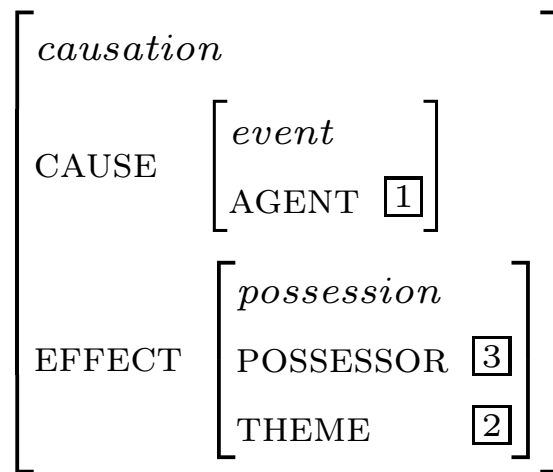 causation
CAUSE
event
AGENT 1
EFFECT
possession
POSSESSOR 3
THEME 2